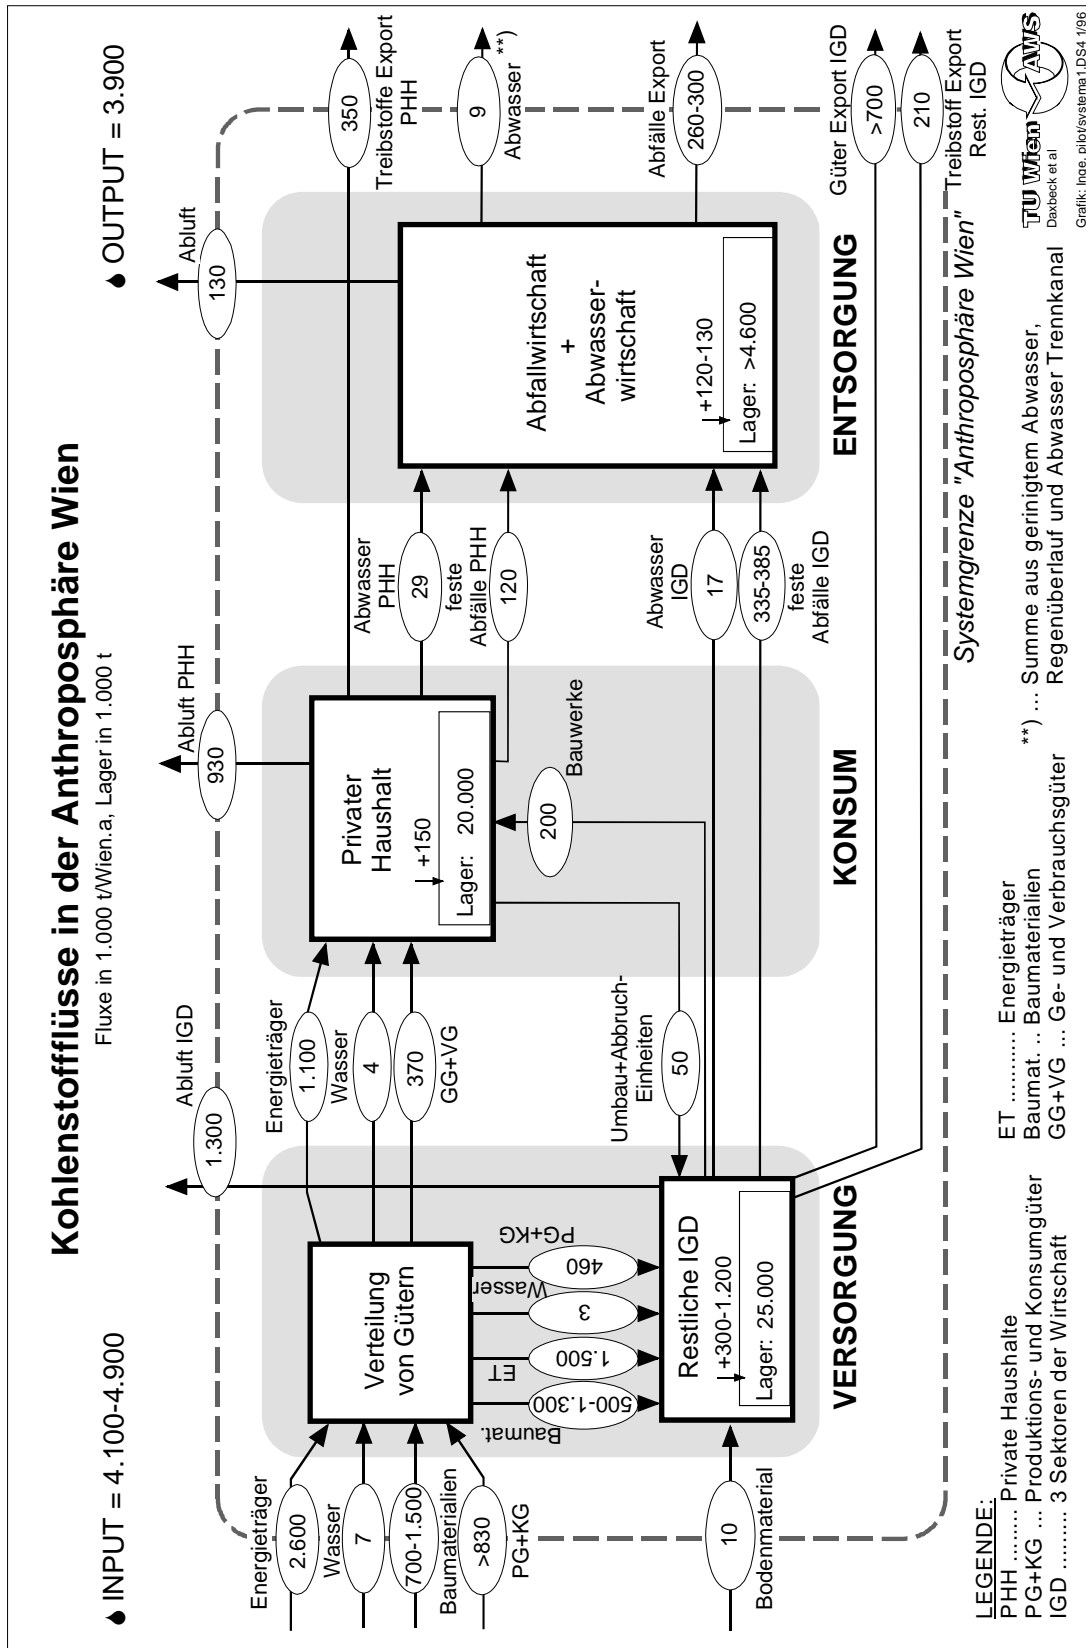 Kohlenstoffflüsse in der Anthroposphäre Wien
Fluxe in 1.000 t/Wien.a, Lager in 1.000 t
INPUT = 4.100-4.900
OUTPUT = 3.900
Abluft IGD
1.300
Abluft PHH
930
Abluft
130
Energieträger
2.600
Wasser
7
700-1.500
Baumaterialien
>830
PG+KG
10
Bodenmaterial
Verteilung
von Gütern
Baumat.
500-1.300
ET
1.500
Wasser
3
PG+KG
460
Restliche IGD
+300-1.200
Lager: 25.000
VERSORGUNG
Energieträger
1.100
Wasser
4
370
GG+VG
Umbau+Abbruch-
Einheiten
50
Privater
Haushalt
+150
Lager: 20.000
200
Bauwerke
KONSUM
Abwasser
PHH
29
feste
Abfälle PHH
120
Abwasser
IGD
17
335-385
feste
Abfälle IGD
Abfallwirtschaft
+
Abwasser-
wirtschaft
+120-130
Lager: >4.600
ENTSORGUNG
350
Treibstoffe Export
PHH
9
Abwasser **)
Abfälle Export
260-300
Güter Export IGD
>700
210
Treibstoff Export
Rest. IGD
Systemgrenze "Anthroposphäre Wien"
LEGENDE:
PHH ........ Private Haushalte
PG+KG ... Produktions- und Konsumgüter
IGD ......... 3 Sektoren der Wirtschaft
ET ............ Energieträger
Baumat. .. Baumaterialien
GG+VG ... Ge- und Verbrauchsgüter
**) ... Summe aus gerinigtem Abwasser,
Regenüberlauf und Abwasser Trennkanal
TU Wien AWS
Daxbeck et al
Grafik: Inge, pilot/systema1.DS4 1/96